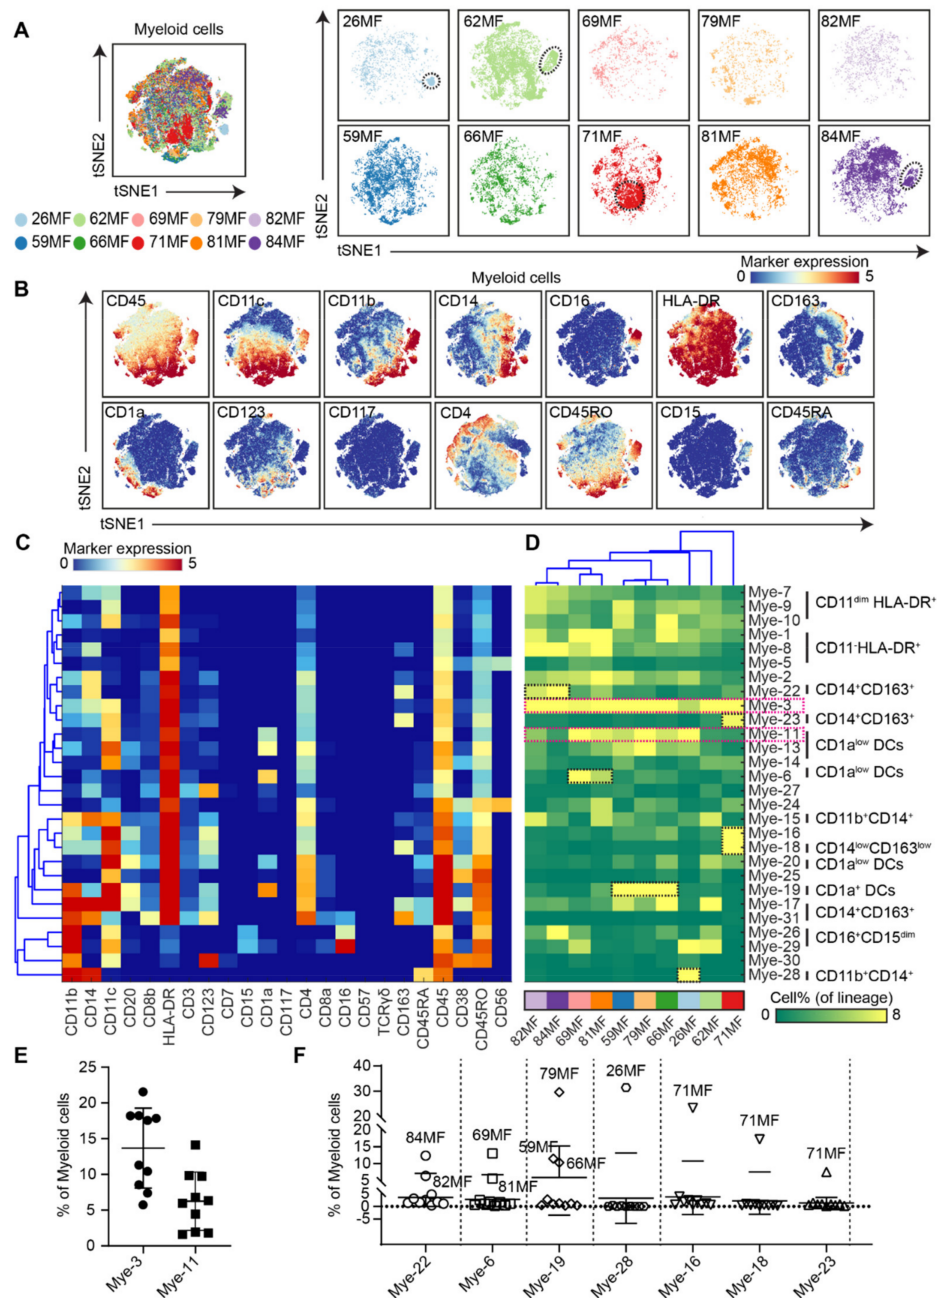 A
Myeloid cells
tSNE2
tSNE1
26MF 62MF 69MF 79MF 82MF
59MF 66MF 71MF 81MF 84MF
26MF 62MF 69MF 79MF 82MF
59MF 66MF 71MF 81MF 84MF
tSNE2
tSNE1
Marker expression
0 5
B
Myeloid cells
CD45 CD11c CD11b CD14 CD16 HLA-DR CD163
CD1a CD123 CD117 CD4 CD45RO CD15 CD45RA
tSNE2
tSNE1
C
Marker expression
0 5
CD11b CD14 CD11c CD20 CD8b HLA-DR CD3 CD123 CD7 CD15 CD1a CD117 CD4 CD8a CD16 CD57 TCRγδ CD163 CD45RA CD45 CD38 CD45RO CD56
D
Mye-7
Mye-9 CD11dim HLA-DR+
Mye-10
Mye-1
Mye-8 CD11-HLA-DR+
Mye-5
Mye-2
Mye-22 CD14+CD163+
Mye-3
Mye-23 CD14+CD163+
Mye-11
Mye-13 CD1alow DCs
Mye-14
Mye-6 CD1alow DCs
Mye-27
Mye-24
Mye-15 CD11b+CD14+
Mye-16
Mye-18 CD14lowCD163low
Mye-20 CD1alow DCs
Mye-25
Mye-19 CD1a+ DCs
Mye-17
Mye-31 CD14+CD163+
Mye-26
Mye-29 CD16+CD15dim
Mye-30
Mye-28 CD11b+CD14+
82MF 84MF 69MF 81MF 59MF 79MF 66MF 26MF 62MF 71MF
Cell% (of lineage)
0 8
E
% of Myeloid cells
25
20
15
10
5
0
Mye-3 Mye-11
F
% of Myeloid cells
40
30
20
20
15
10
5
0
-5
84MF 82MF 69MF 81MF 79MF 59MF 66MF 26MF 71MF 71MF 71MF
Mye-22 Mye-6 Mye-19 Mye-28 Mye-16 Mye-18 Mye-23